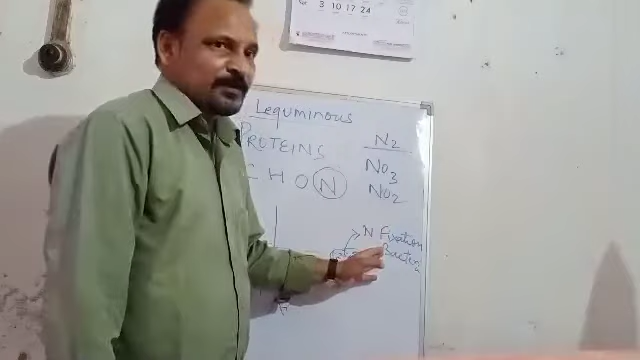 3 10 17 24
Leguminous
PROTEINS
N2
C H O N
NO3
NO2
N Fixation